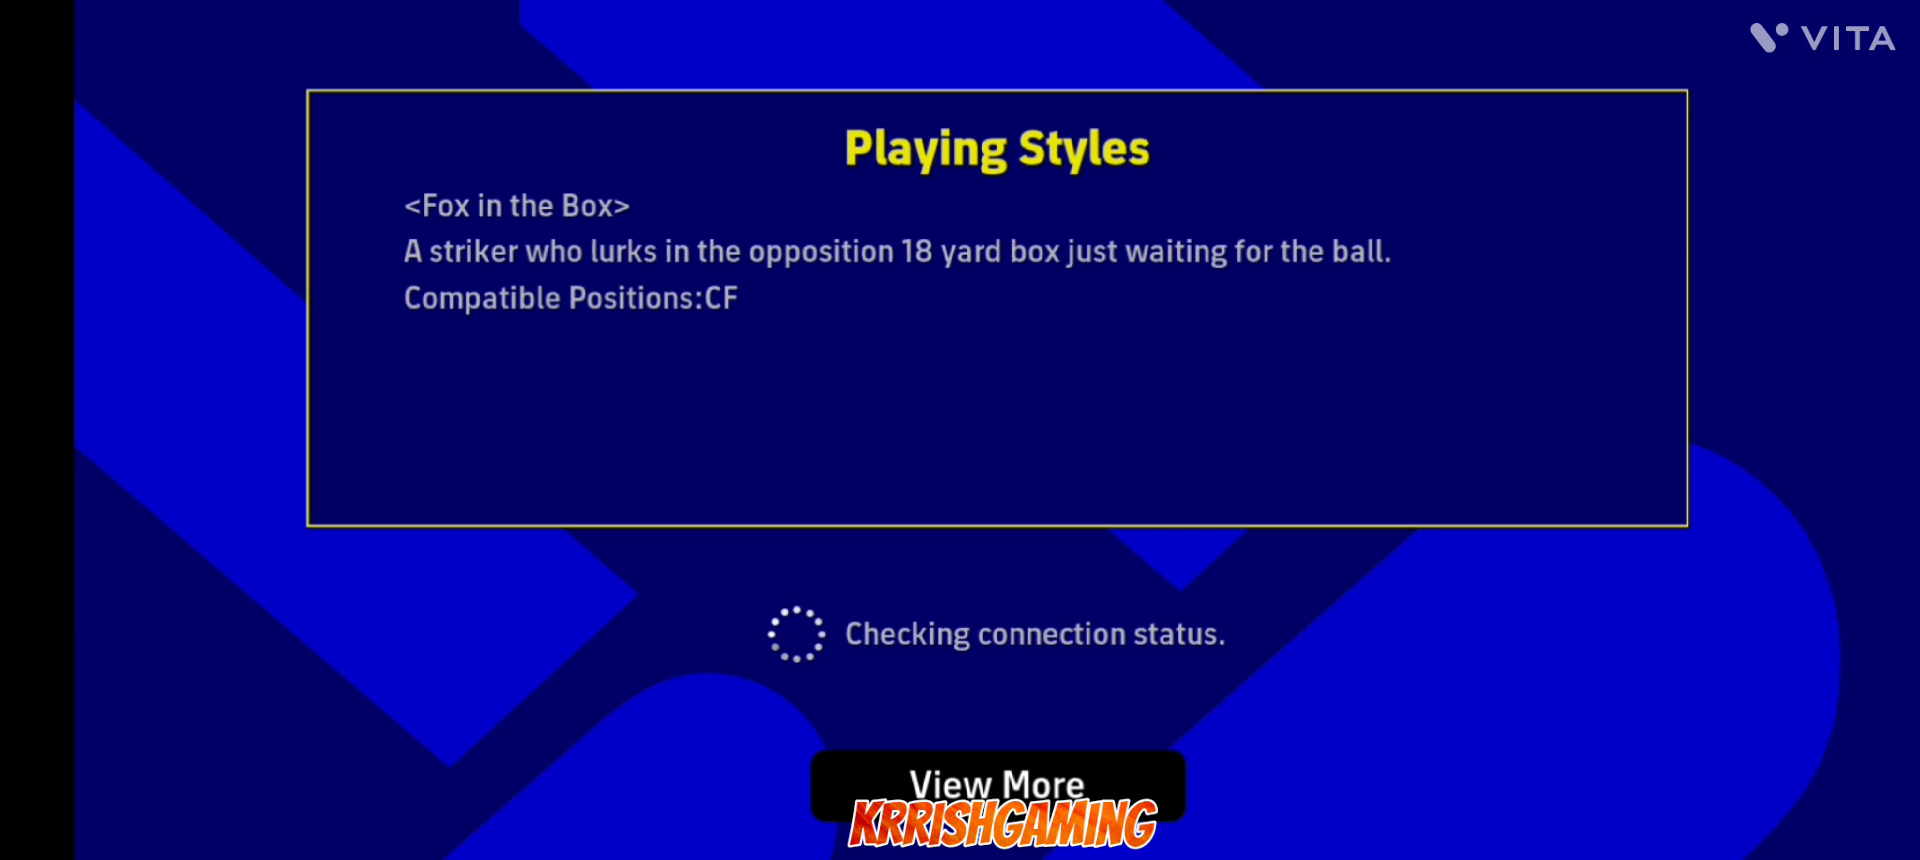 VITA
Playing Styles
<Fox in the Box>
A striker who lurks in the opposition 18 yard box just waiting for the ball.
Compatible Positions:CF
Checking connection status.
View More
KRRISHGAMING